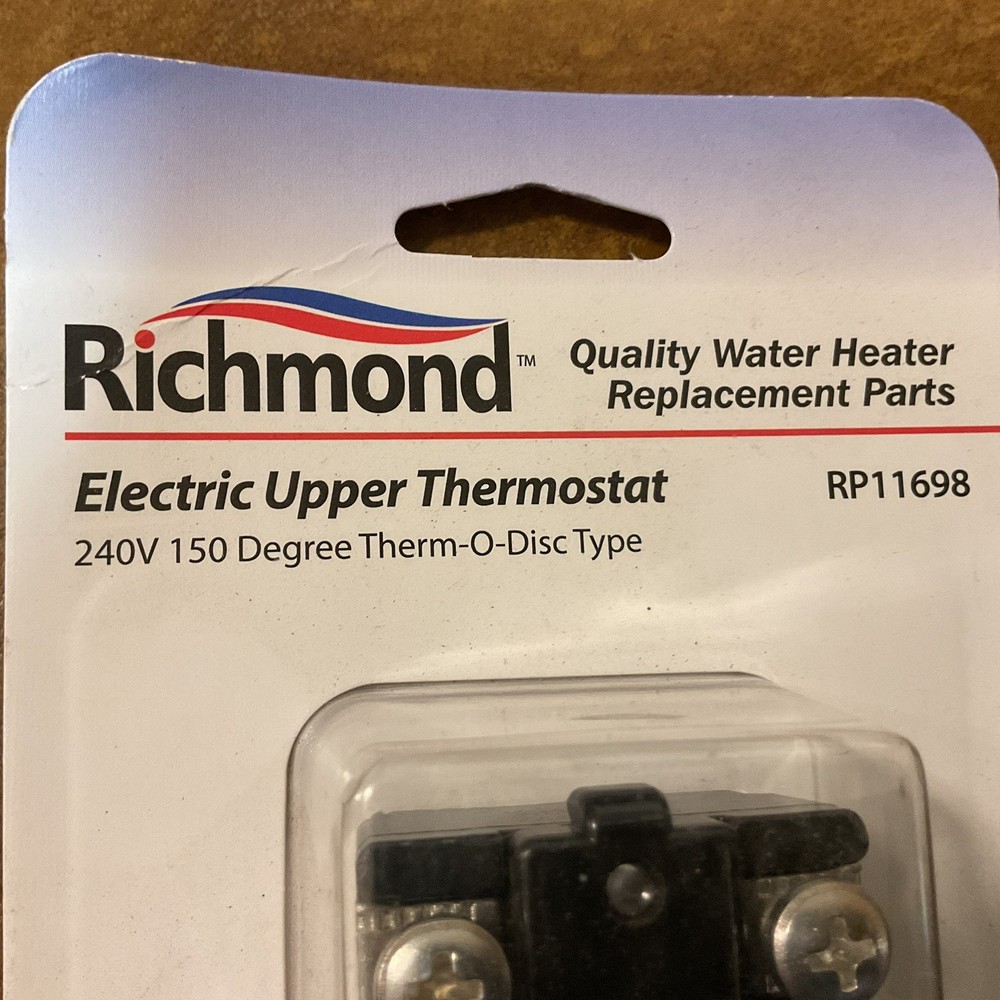 Richmond™
Quality Water Heater
Replacement Parts
Electric Upper Thermostat
RP11698
240V 150 Degree Therm-O-Disc Type